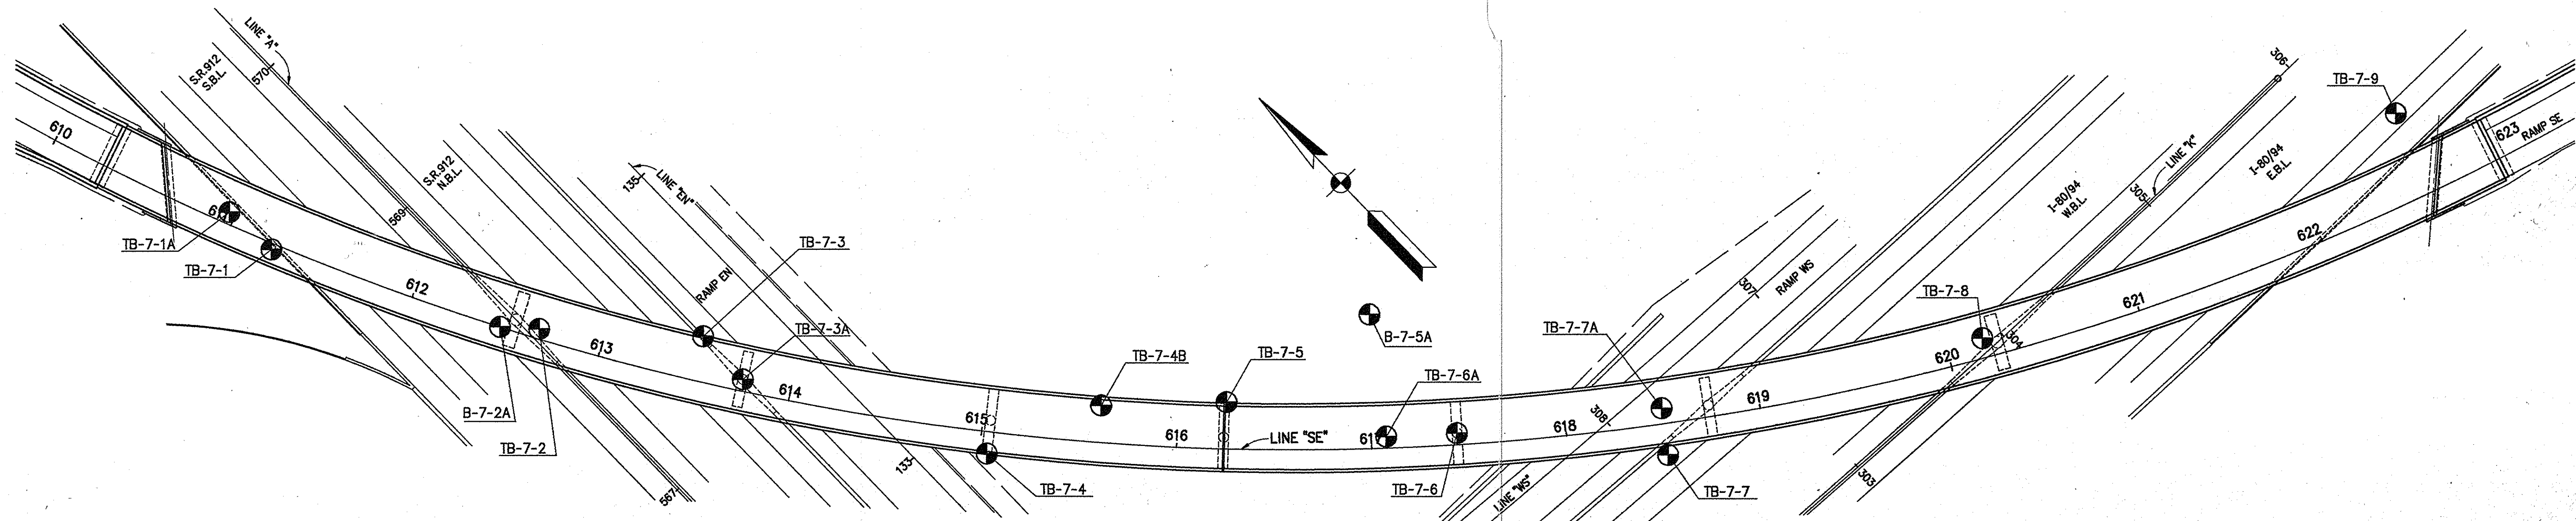 LINE "A"
S.R.912
S.B.L.
570
610
61
TB-7-1A
TB-7-1
S.R.912
N.B.L.
569
612
135
LINE "EN"
RAMP EN
TB-7-3
TB-7-3A
613
614
B-7-2A
TB-7-2
567
133
615
TB-7-4
TB-7-4B
616
TB-7-5
LINE "SE"
B-7-5A
TB-7-6A
617
TB-7-6
618
308
LINE "WS"
TB-7-7A
TB-7-7
307
RAMP WS
619
620
TB-7-8
304
303
I-80/94
W.B.L.
305
LINE "K"
306
I-80/94
E.B.L.
621
622
TB-7-9
623
RAMP SE